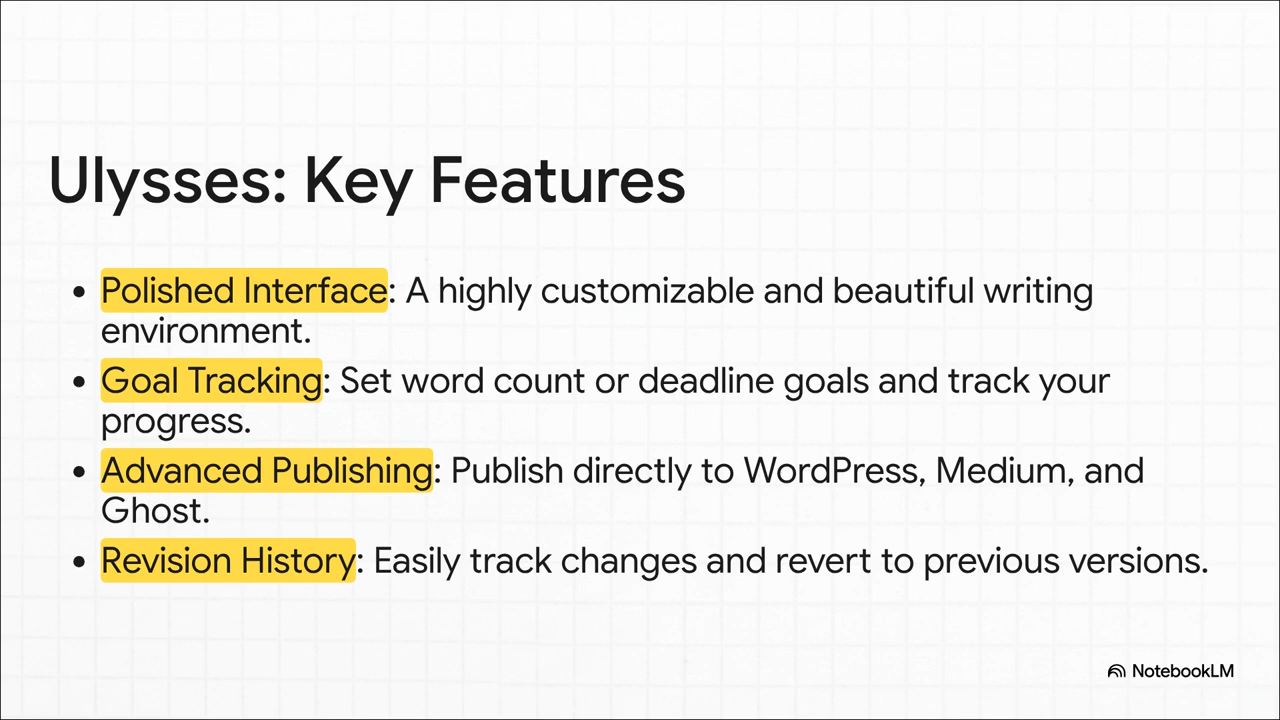 Ulysses: Key Features
• Polished Interface: A highly customizable and beautiful writing
environment.
• Goal Tracking: Set word count or deadline goals and track your
progress.
• Advanced Publishing: Publish directly to WordPress, Medium, and
Ghost.
• Revision History: Easily track changes and revert to previous versions.
NotebookLM